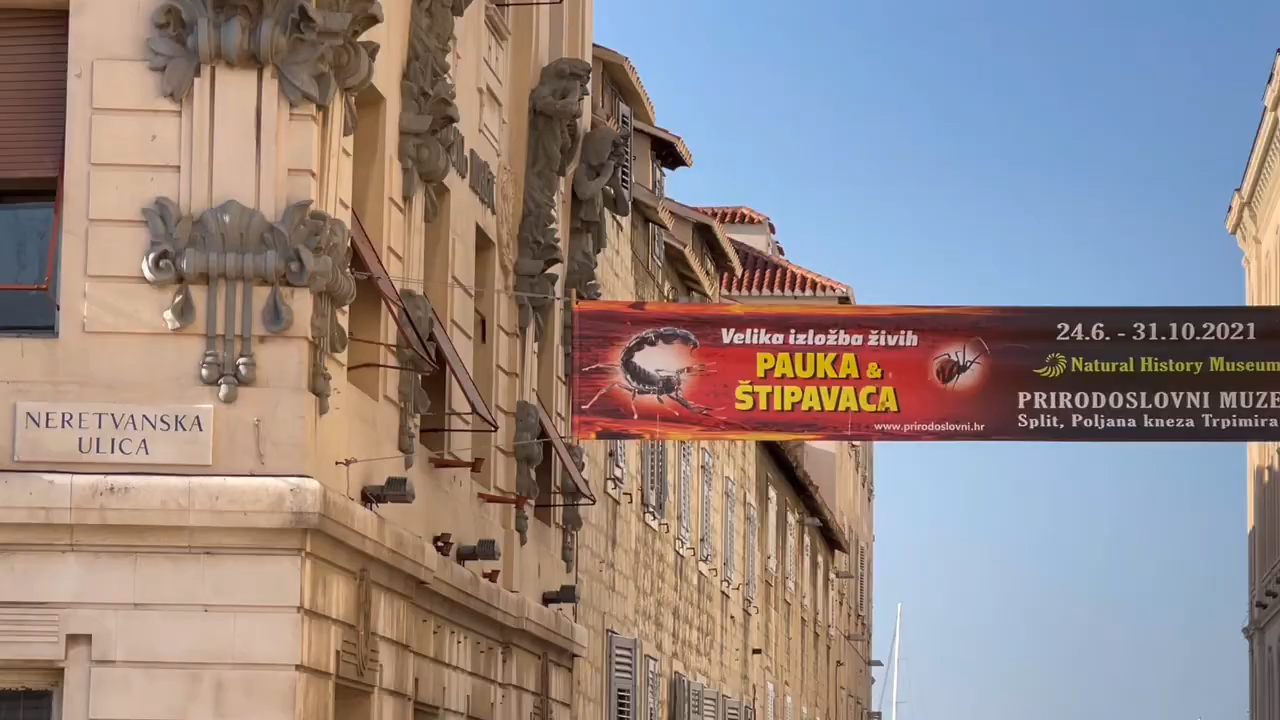 NERETVANSKA
ULICA
Velika izložba živih
PAUKA &
ŠTIPAVACA
www.prirodoslovni.hr
24.6. - 31.10.2021
Natural History Museum
PRIRODOSLOVNI MUZE
Split, Poljana kneza Trpimira